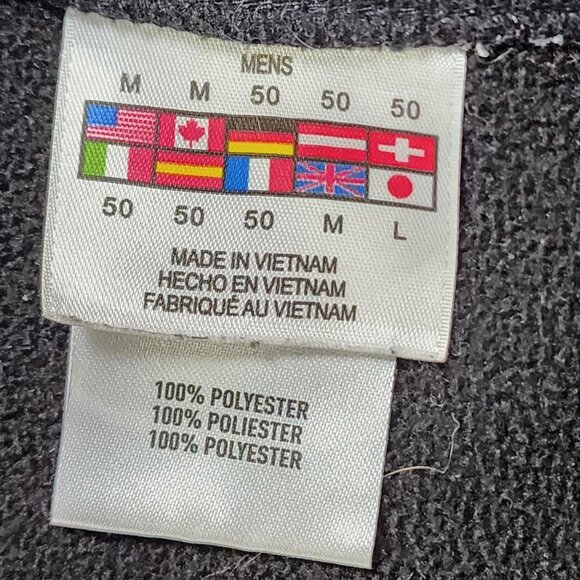 MENS
M M 50 50 50
50 50 50 M L
MADE IN VIETNAM
HECHO EN VIETNAM
FABRIQUÉ AU VIETNAM
100% POLYESTER
100% POLIESTER
100% POLYESTER